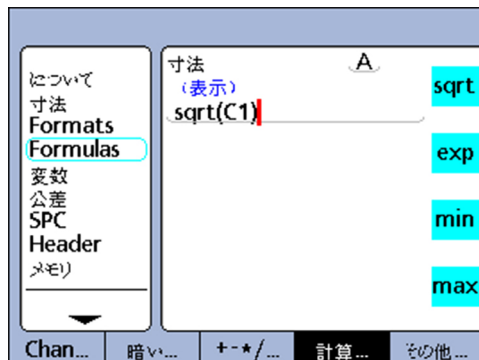 について
寸法
Formats
Formulas
変数
公差
SPC
Header
メモリ
寸法
A
（表示）
sqrt(C1)
sqrt
exp
min
max
Chan...
暗い...
+-*/...
計算...
その他...